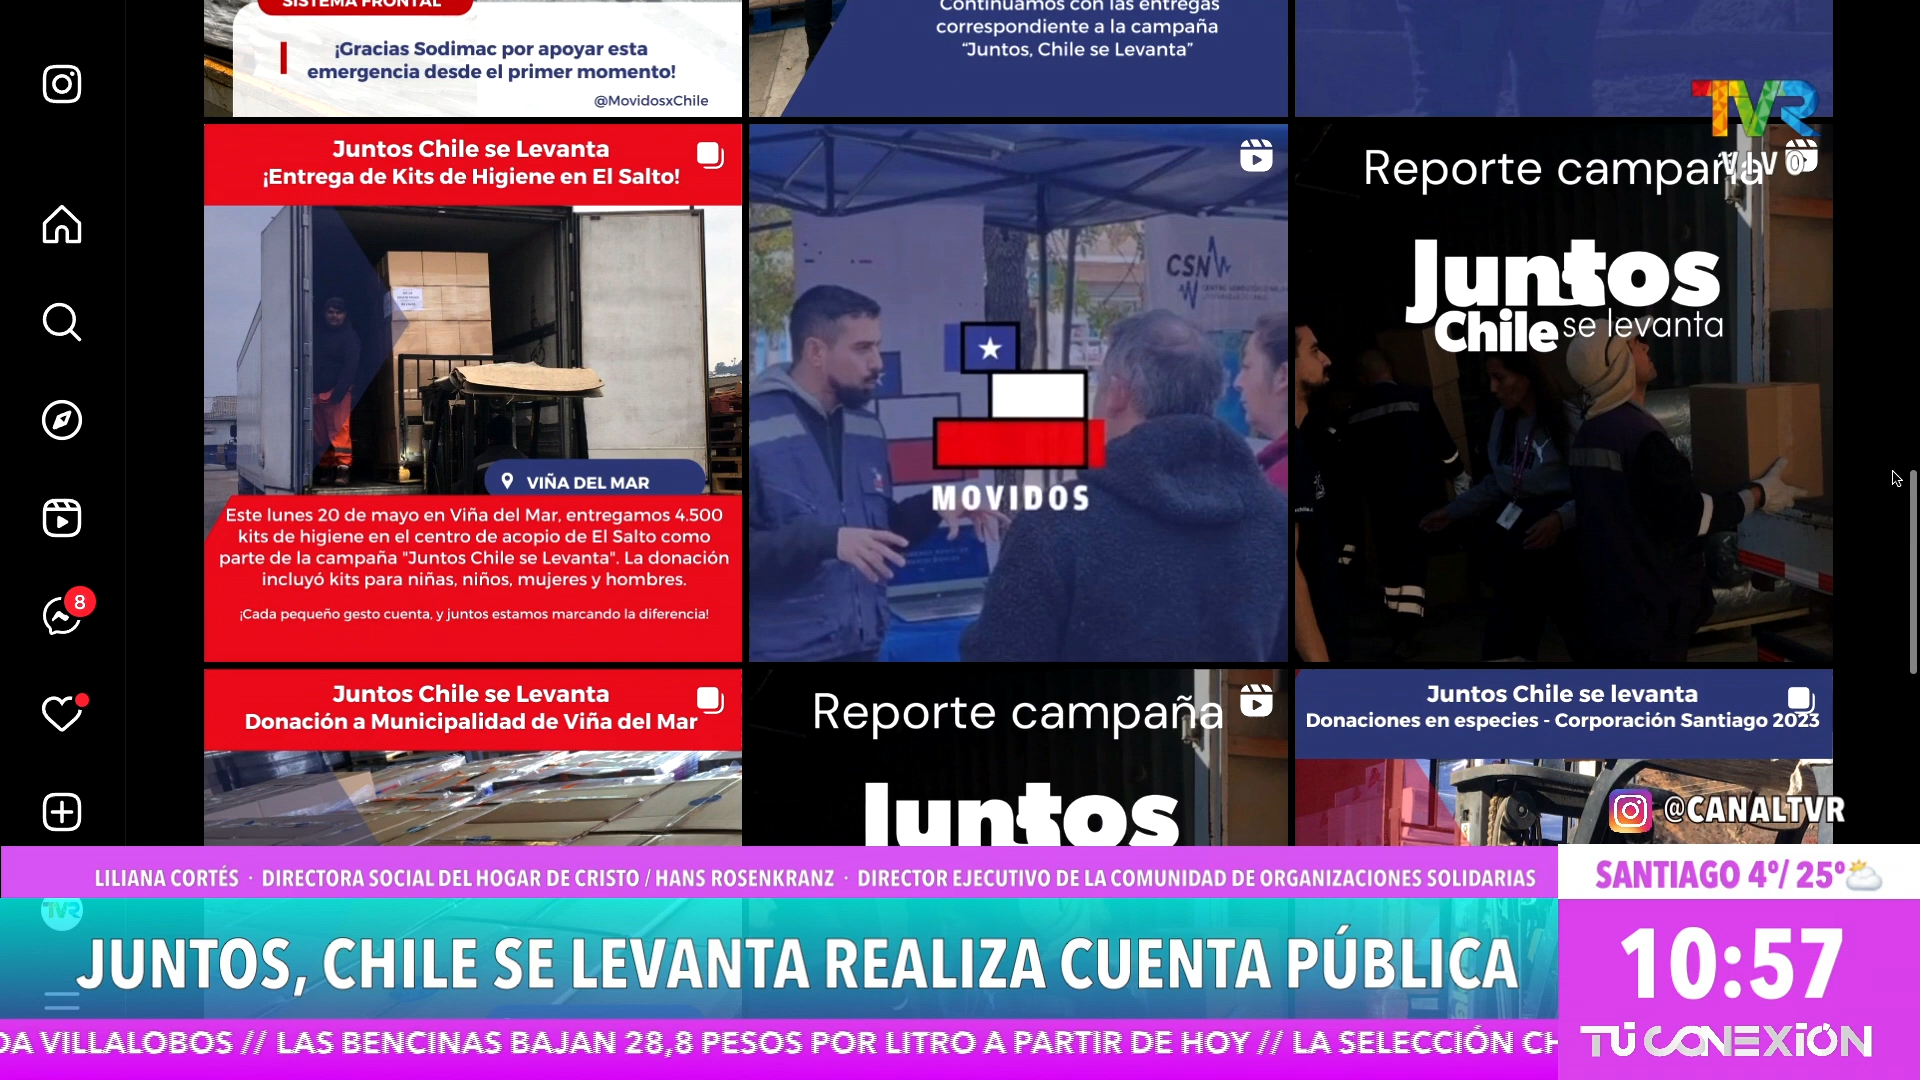 SISTEMA FRONTAL
¡Gracias Sodimac por apoyar esta
emergencia desde el primer momento!
@MovidosxChile
Continuamos con las entregas
correspondiente a la campaña
“Juntos, Chile se Levanta”
TVR
VIVO
Juntos Chile se Levanta
¡Entrega de Kits de Higiene en El Salto!
VIÑA DEL MAR
Este lunes 20 de mayo en Viña del Mar, entregamos 4.500
kits de higiene en el centro de acopio de El Salto como
parte de la campaña "Juntos Chile se Levanta". La donación
incluyó kits para niñas, niños, mujeres y hombres.
¡Cada pequeño gesto cuenta, y juntos estamos marcando la diferencia!
CSN
MOVIDOS
Reporte campaña
Juntos
Chile se levanta
8
Juntos Chile se Levanta
Donación a Municipalidad de Viña del Mar
Reporte campaña
Juntos
Juntos Chile se levanta
Donaciones en especies - Corporación Santiago 2023
@CANALTVR
LILIANA CORTÉS · DIRECTORA SOCIAL DEL HOGAR DE CRISTO / HANS ROSENKRANZ · DIRECTOR EJECUTIVO DE LA COMUNIDAD DE ORGANIZACIONES SOLIDARIAS
SANTIAGO 4º/ 25º
TVR
JUNTOS, CHILE SE LEVANTA REALIZA CUENTA PÚBLICA
10:57
DA VILLALOBOS // LAS BENCINAS BAJAN 28,8 PESOS POR LITRO A PARTIR DE HOY // LA SELECCIÓN CH
TU CONEXIÓN